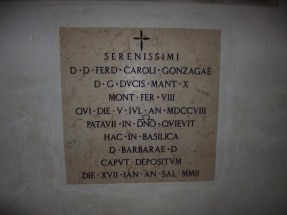 SERENISSIMI
D·D·FERD·CAROLI·GONZAGAE
D·G·DVCIS·MANT·X
MONT·FER·VIII
QVI·DIE·V·IVL·AN·MDCCVIII
PATAVII·IN·DNO·QVIEVIT
HAC·IN·BASILICA
D·BARBARAE·D
CAPVT·DEPOSITVM
DIE·XVII·IAN·AN·SAL·MMII